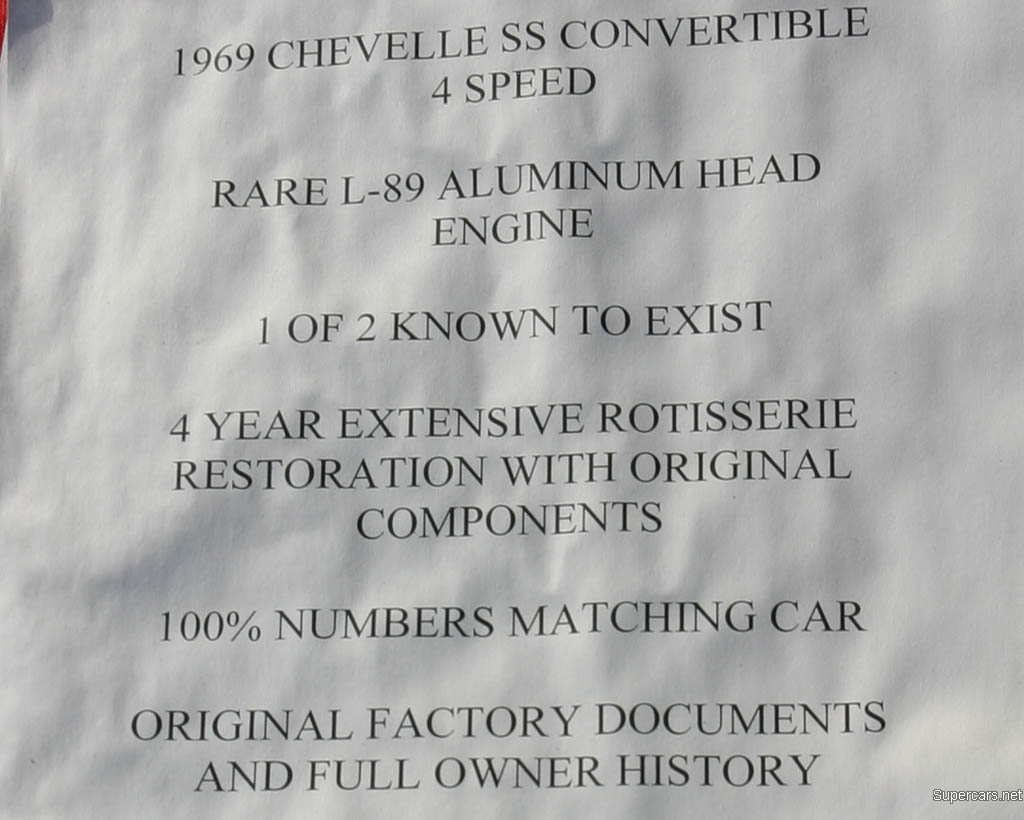 1969 CHEVELLE SS CONVERTIBLE
4 SPEED
RARE L-89 ALUMINUM HEAD
ENGINE
1 OF 2 KNOWN TO EXIST
4 YEAR EXTENSIVE ROTISSERIE
RESTORATION WITH ORIGINAL
COMPONENTS
100% NUMBERS MATCHING CAR
ORIGINAL FACTORY DOCUMENTS
AND FULL OWNER HISTORY
Supercars.net